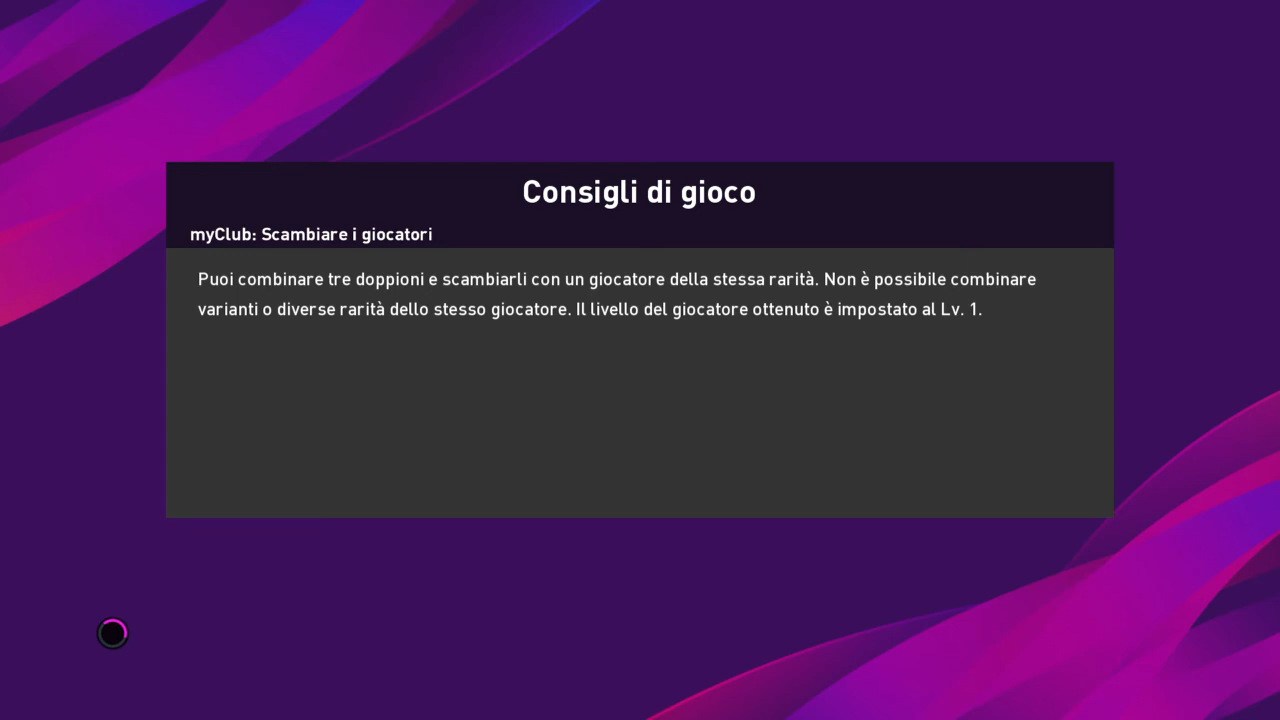 Consigli di gioco
myClub: Scambiare i giocatori
Puoi combinare tre doppioni e scambiarli con un giocatore della stessa rarità. Non è possibile combinare
varianti o diverse rarità dello stesso giocatore. Il livello del giocatore ottenuto è impostato al Lv. 1.